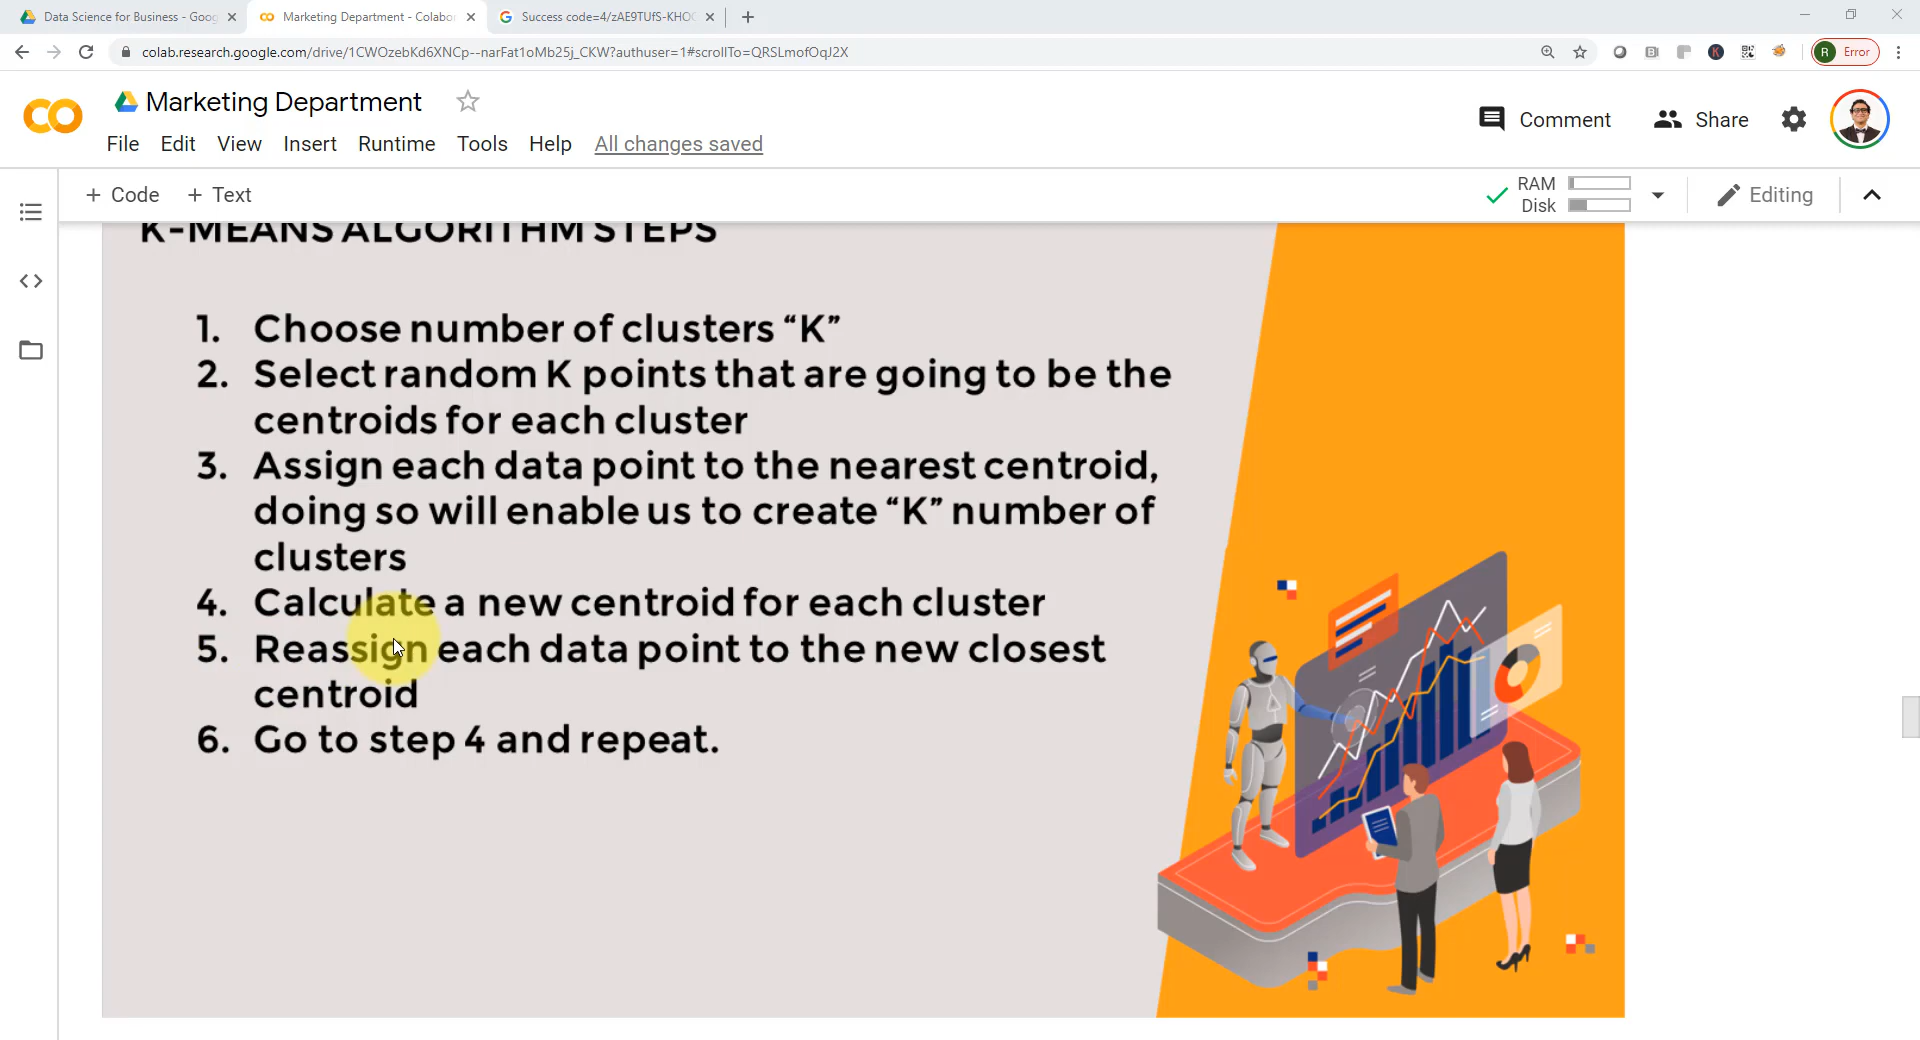 Data Science for Business - Goog
Marketing Department - Colabor
Success code=4/zAE9TUfS-KHOC
colab.research.google.com/drive/1CWOzebKd6XNCp--narFat1oMb25j_CKW?authuser=1#scrollTo=QRSLmofOqJ2X
R Error
Marketing Department
File Edit View Insert Runtime Tools Help All changes saved
Comment
Share
+ Code + Text
RAM
Disk
Editing
K-MEANS ALGORITHM STEPS
1. Choose number of clusters “K”
2. Select random K points that are going to be the
centroids for each cluster
3. Assign each data point to the nearest centroid,
doing so will enable us to create “K” number of
clusters
4. Calculate a new centroid for each cluster
5. Reassign each data point to the new closest
centroid
6. Go to step 4 and repeat.